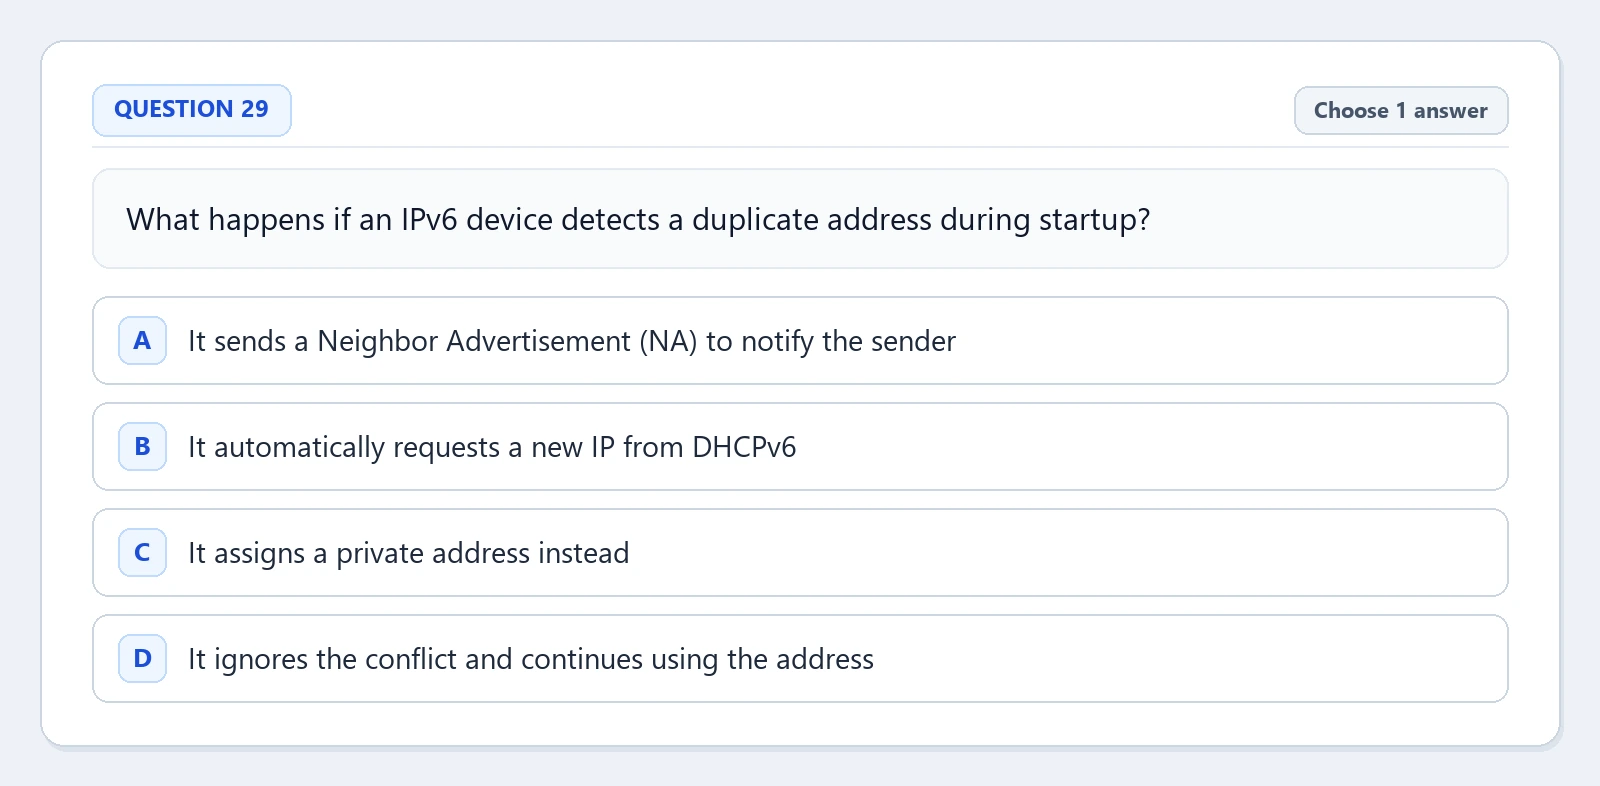 QUESTION 29
Choose 1 answer
What happens if an IPv6 device detects a duplicate address during startup?
A It sends a Neighbor Advertisement (NA) to notify the sender
B It automatically requests a new IP from DHCPv6
C It assigns a private address instead
D It ignores the conflict and continues using the address